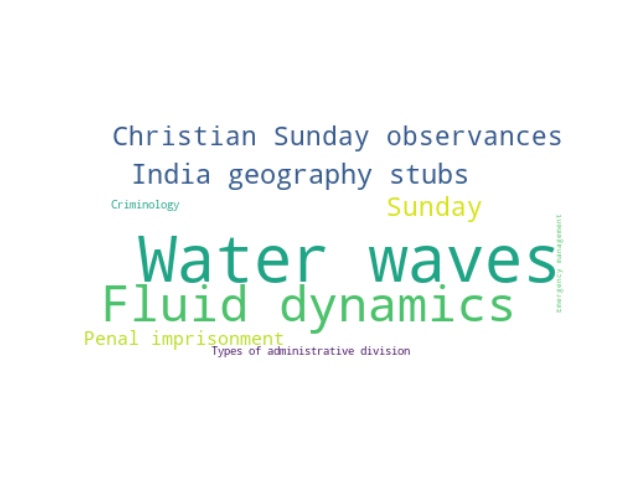 Christian Sunday observances
India geography stubs
Criminology
Sunday
Water waves
Emergency management
Fluid dynamics
Penal imprisonment
Types of administrative division